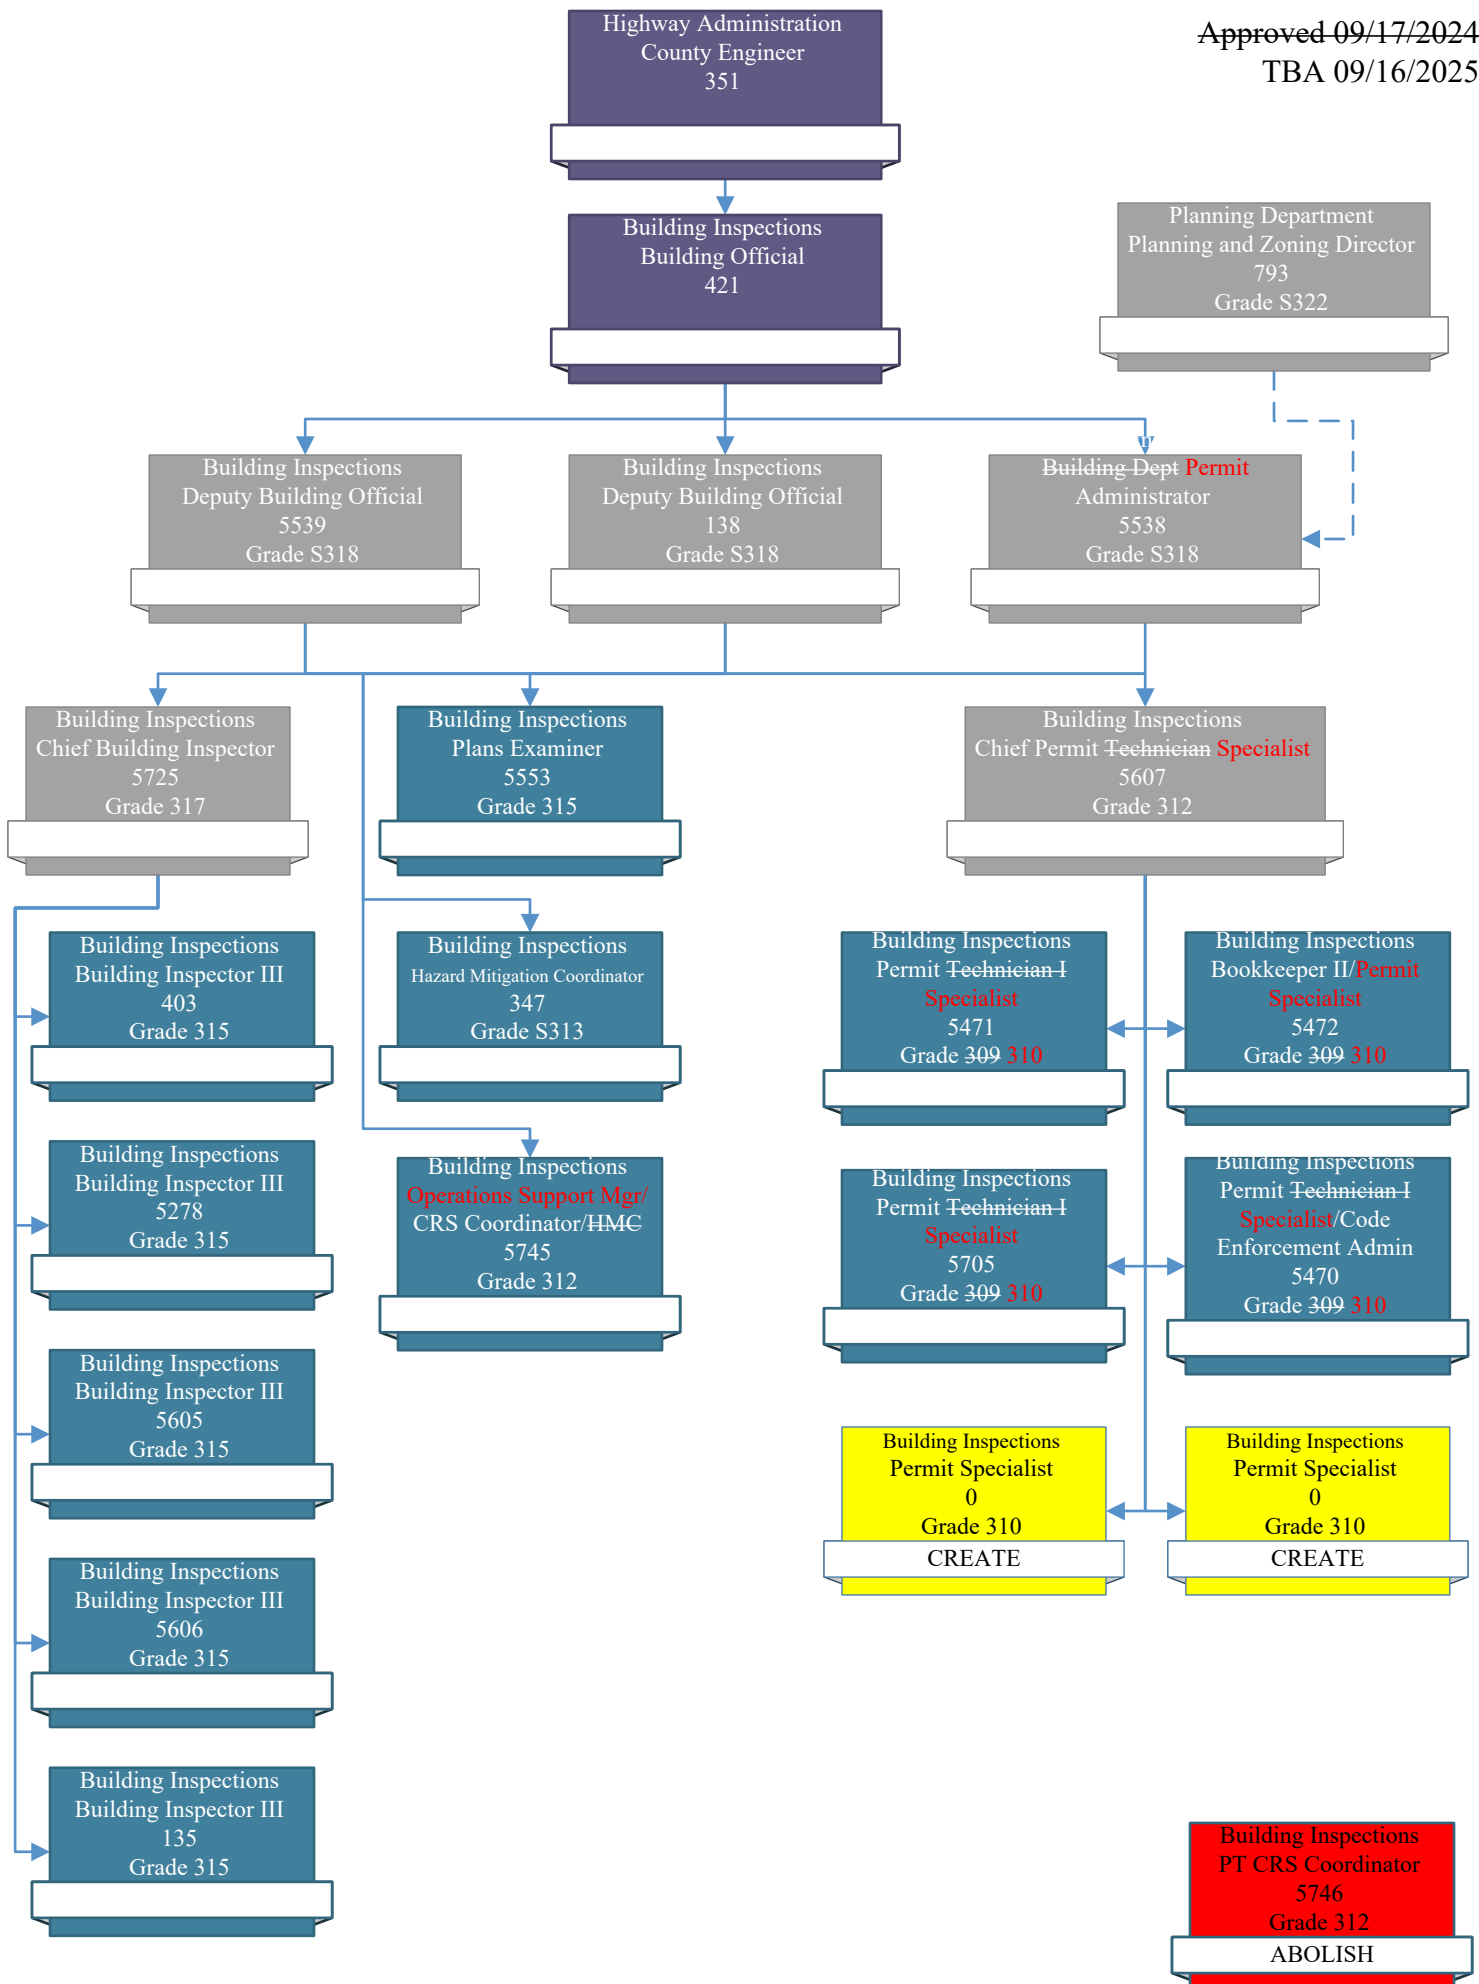 Approved 09/17/2024
TBA 09/16/2025
Highway Administration
County Engineer
351
Building Inspections
Building Official
421
Planning Department
Planning and Zoning Director
793
Grade S322
Building Inspections
Deputy Building Official
5539
Grade S318
Building Inspections
Deputy Building Official
138
Grade S318
Building Dept Permit
Administrator
5538
Grade S318
Building Inspections
Chief Building Inspector
5725
Grade 317
Building Inspections
Plans Examiner
5553
Grade 315
Building Inspections
Chief Permit Technician Specialist
5607
Grade 312
Building Inspections
Building Inspector III
403
Grade 315
Building Inspections
Hazard Mitigation Coordinator
347
Grade S313
Building Inspections
Permit Technician I
Specialist
5471
Grade 309 310
Building Inspections
Bookkeeper II/Permit
Specialist
5472
Grade 309 310
Building Inspections
Building Inspector III
5278
Grade 315
Building Inspections
Operations Support Mgr/
CRS Coordinator/HMC
5745
Grade 312
Building Inspections
Permit Technician I
Specialist
5705
Grade 309 310
Building Inspections
Permit Technician I
Specialist/Code
Enforcement Admin
5470
Grade 309 310
Building Inspections
Building Inspector III
5605
Grade 315
Building Inspections
Permit Specialist
0
Grade 310
CREATE
Building Inspections
Permit Specialist
0
Grade 310
CREATE
Building Inspections
Building Inspector III
5606
Grade 315
Building Inspections
Building Inspector III
135
Grade 315
Building Inspections
PT CRS Coordinator
5746
Grade 312
ABOLISH